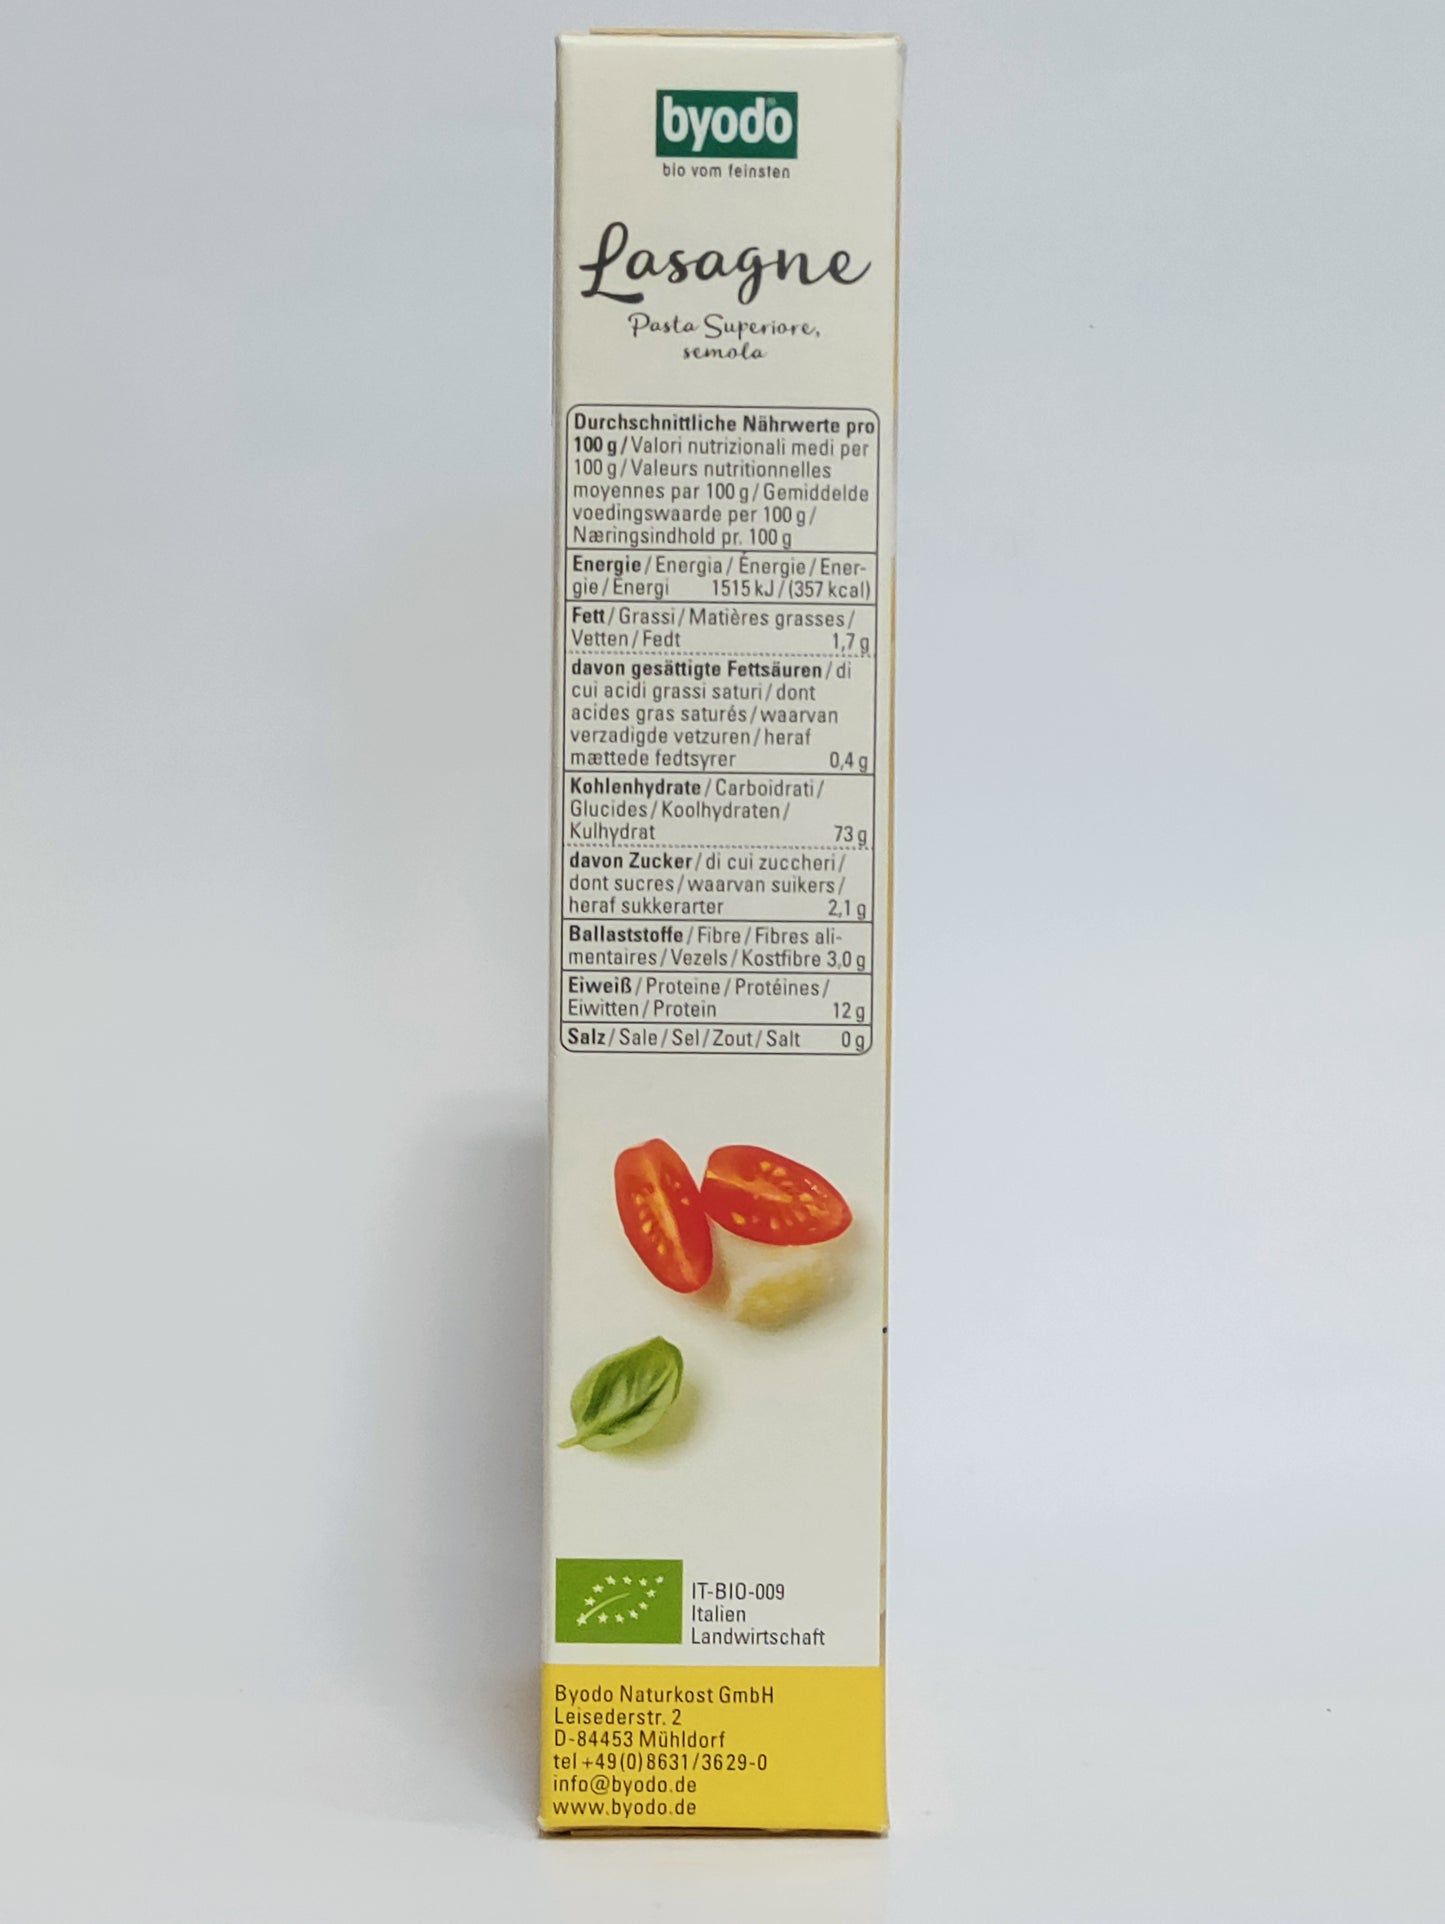 byodo
bio vom feinsten
Lasagne
Pasta Superiore,
semola
Durchschnittliche Nährwerte pro
100 g / Valori nutrizionali medi per
100 g / Valeurs nutritionnelles
moyennes par 100 g / Gemiddelde
voedingswaarde per 100 g /
Næringsindhold pr. 100 g
Energie / Energia / Énergie / Ener-
gie / Energi 1515 kJ / (357 kcal)
Fett / Grassi / Matières grasses /
Vetten / Fedt 1,7 g
davon gesättigte Fettsäuren / di
cui acidi grassi saturi / dont
acides gras saturés / waarvan
verzadigde vetzuren / heraf
mættede fedtsyrer 0,4 g
Kohlenhydrate / Carboidrati /
Glucides / Koolhydraten /
Kulhydrat 73 g
davon Zucker / di cui zuccheri /
dont sucres / waarvan suikers /
heraf sukkerarter 2,1 g
Ballaststoffe / Fibre / Fibres ali-
mentaires / Vezels / Kostfibre 3,0 g
Eiweiß / Proteine / Protéines /
Eiwitten / Protein 12 g
Salz / Sale / Sel / Zout / Salt 0 g
IT-BIO-009
Italien
Landwirtschaft
Byodo Naturkost GmbH
Leisederstr. 2
D-84453 Mühldorf
tel +49(0)8631/3629-0
info@byodo.de
www.byodo.de